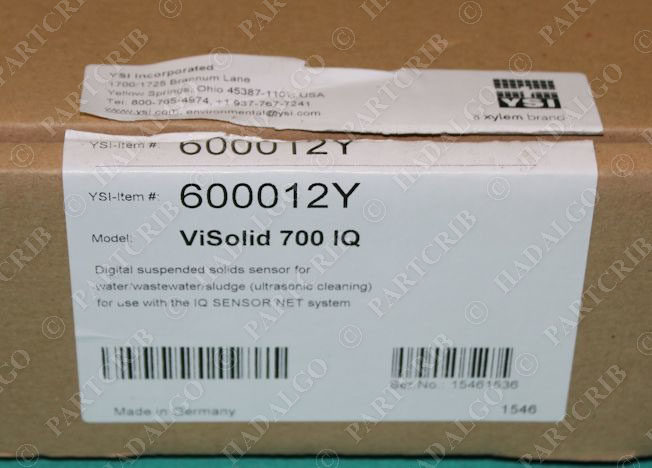 YSI Incorporated
1700/1725 Brannum Lane
Yellow Springs, Ohio 45387-1106 USA
Tel: 800-765-4974, +1 937-767-7241
www.ysi.com, environmental@ysi.com
YSI
a xylem brand
YSI-Item #: 600012Y
YSI-Item #: 600012Y
Model: ViSolid 700 IQ
Digital suspended solids sensor for
water/wastewater/sludge (ultrasonic cleaning)
for use with the IQ SENSOR NET system
Ser.No.: 15461536
Made in Germany
1546
© PARTCRIB
© HADALGO